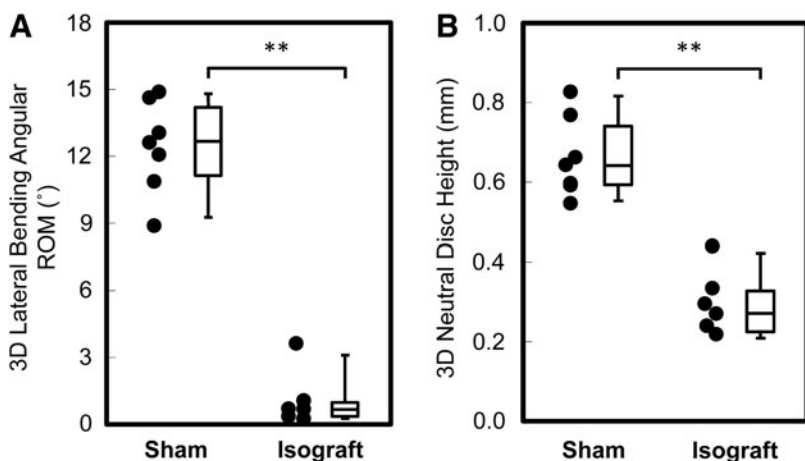 A
3D Lateral Bending Angular
ROM (˚)
18
15
12
9
6
3
0
**
Sham Isograft
B
3D Neutral Disc Height (mm)
1.0
0.8
0.6
0.4
0.2
0.0
**
Sham Isograft